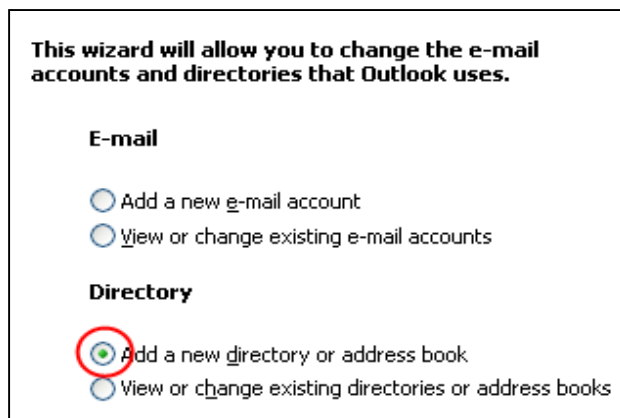 This wizard will allow you to change the e-mail
accounts and directories that Outlook uses.
E-mail
Add a new e-mail account
View or change existing e-mail accounts
Directory
Add a new directory or address book
View or change existing directories or address books